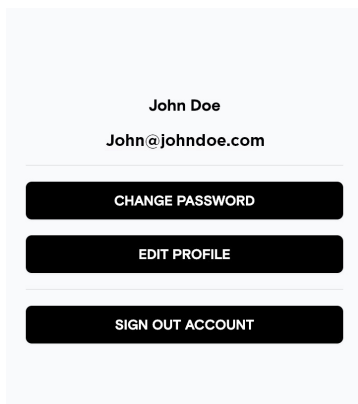 John Doe
John@johndoe.com
CHANGE PASSWORD
EDIT PROFILE
SIGN OUT ACCOUNT